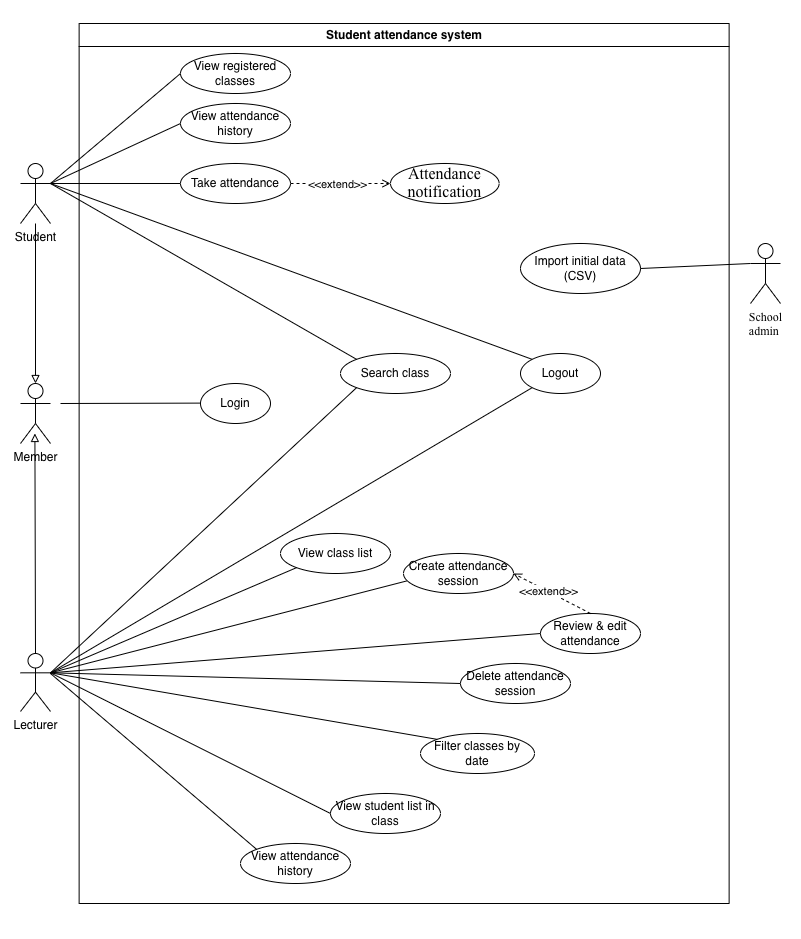 Student attendance system
View registered
classes
View attendance
history
Student
Take attendance
<<extend>>
Attendance
notification
Import initial data
(CSV)
School
admin
Search class
Logout
Member
Login
View class list
Create attendance
session
<<extend>>
Review & edit
attendance
Lecturer
Delete attendance
session
Filter classes by
date
View student list in
class
View attendance
history